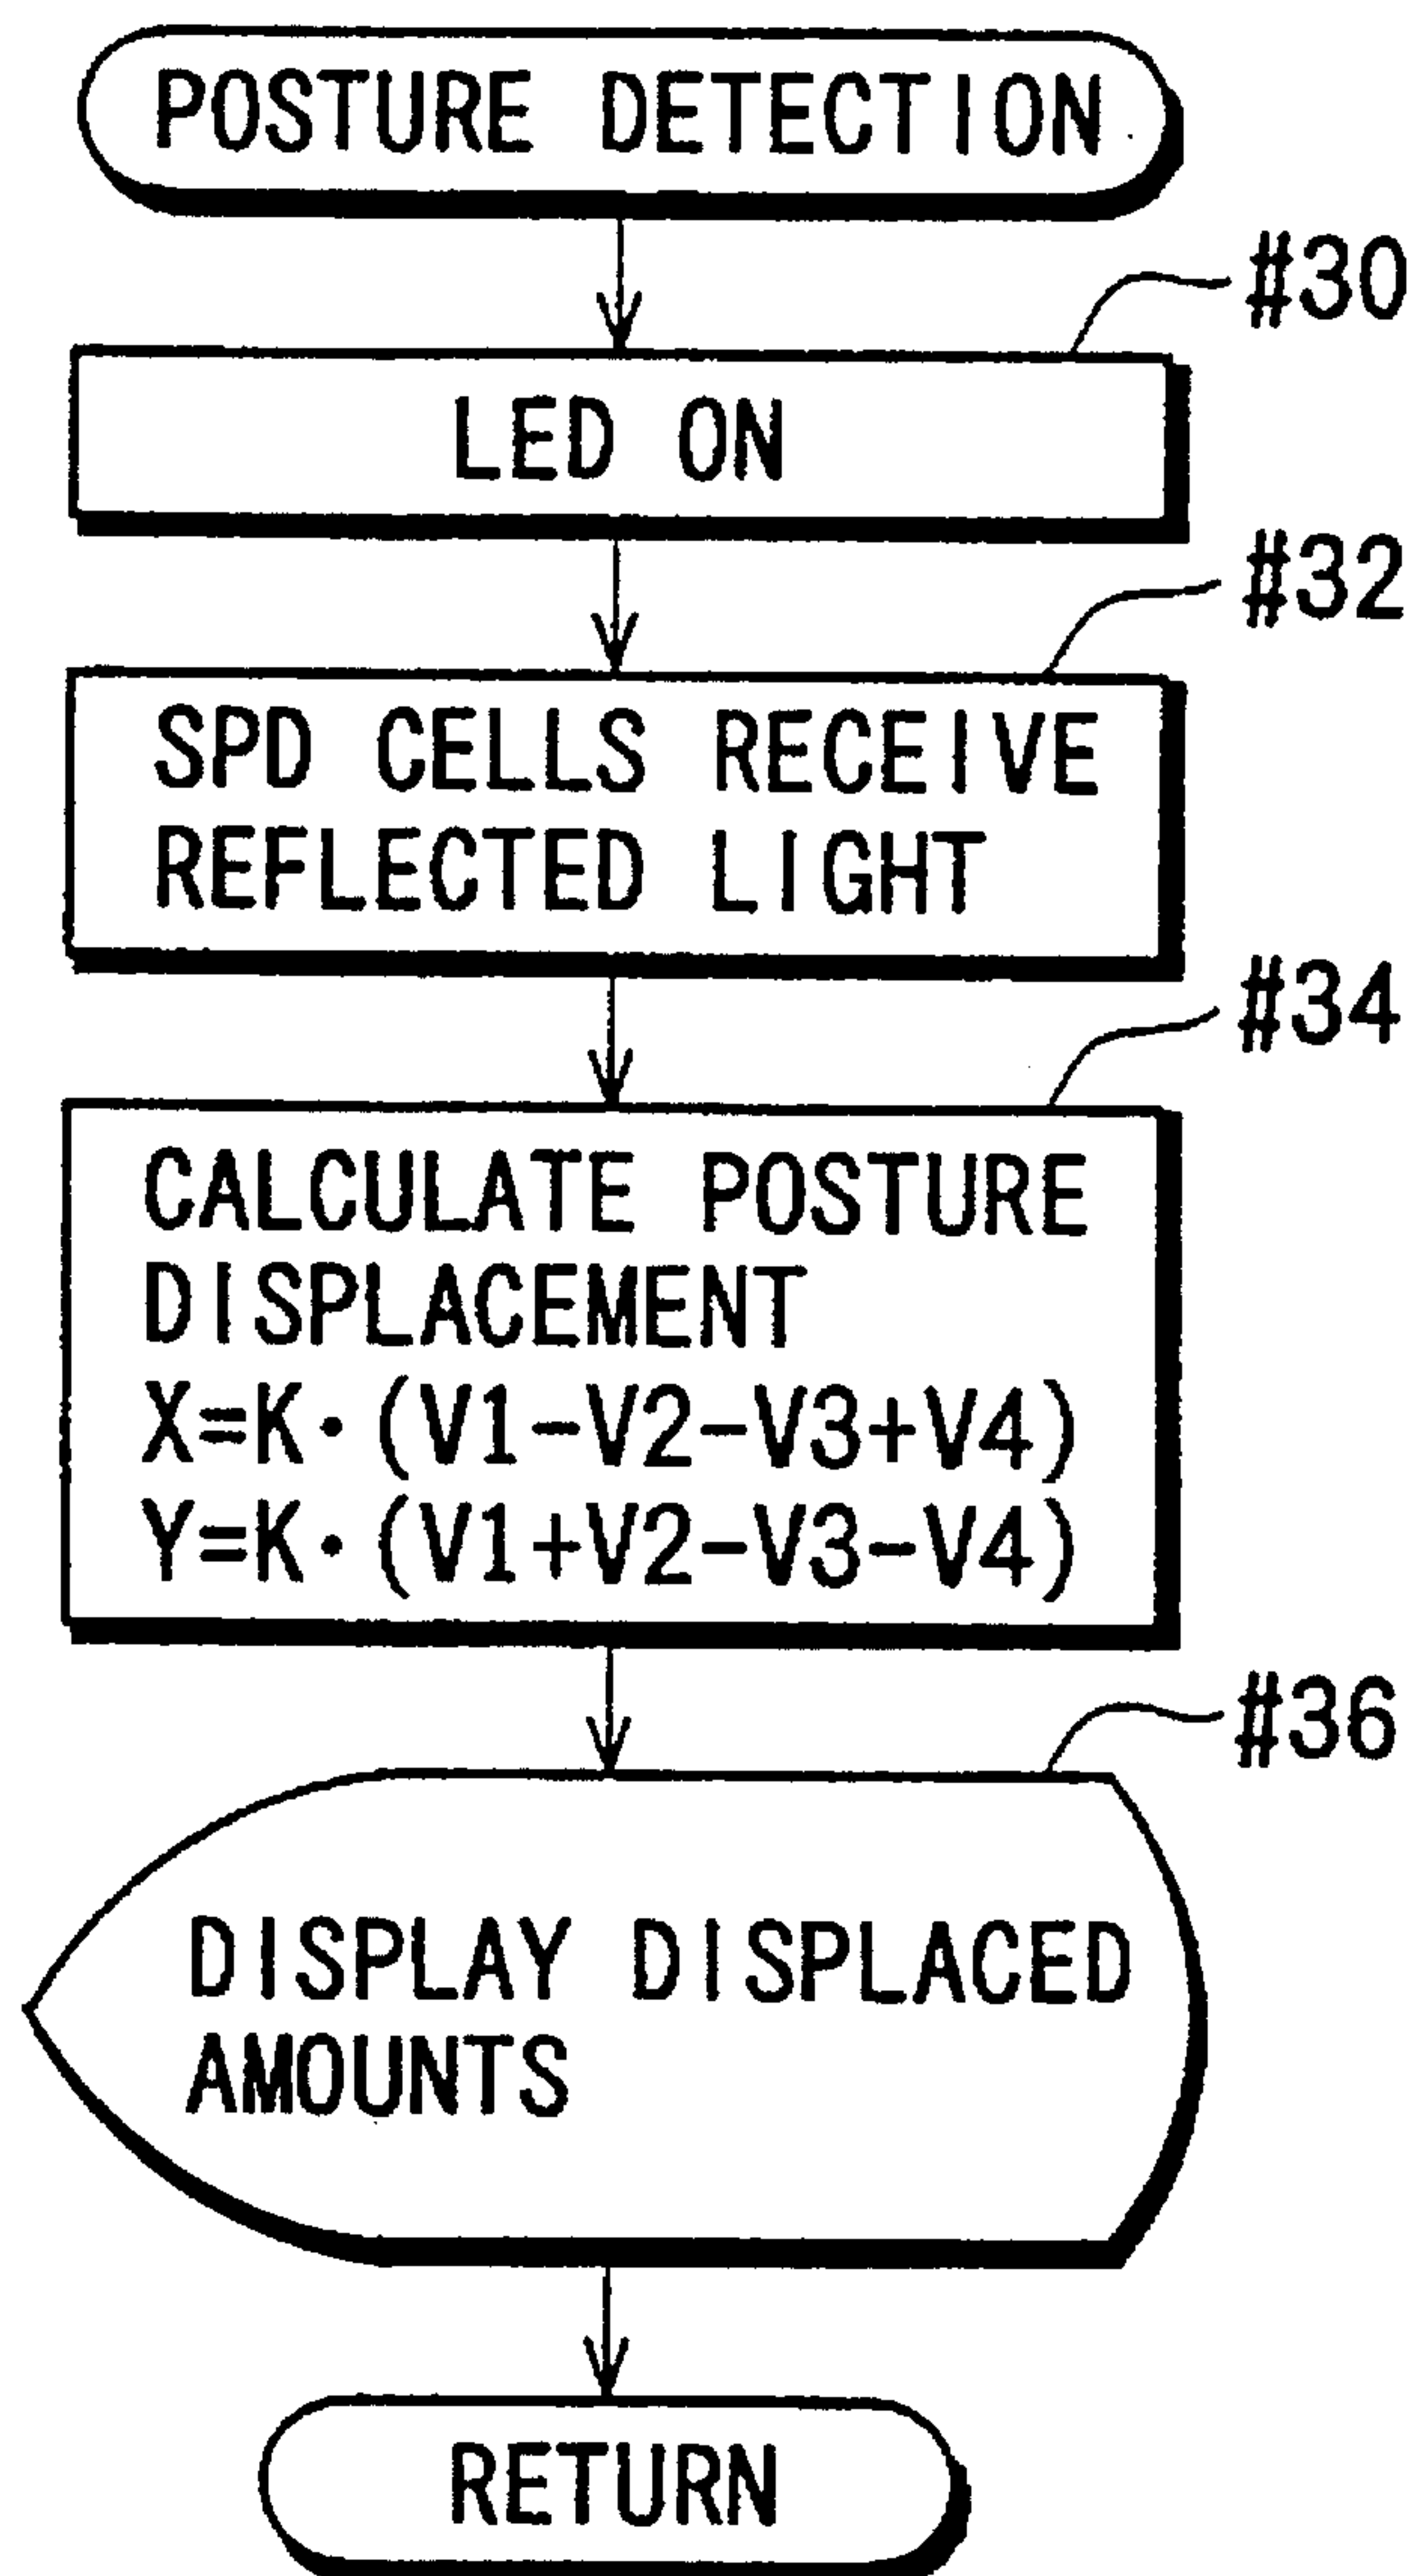 POSTURE DETECTION
#30
LED ON
#32
SPD CELLS RECEIVE
REFLECTED LIGHT
#34
CALCULATE POSTURE
DISPLACEMENT
X=K·(V1-V2-V3+V4)
Y=K·(V1+V2-V3-V4)
#36
DISPLAY DISPLACED
AMOUNTS
RETURN